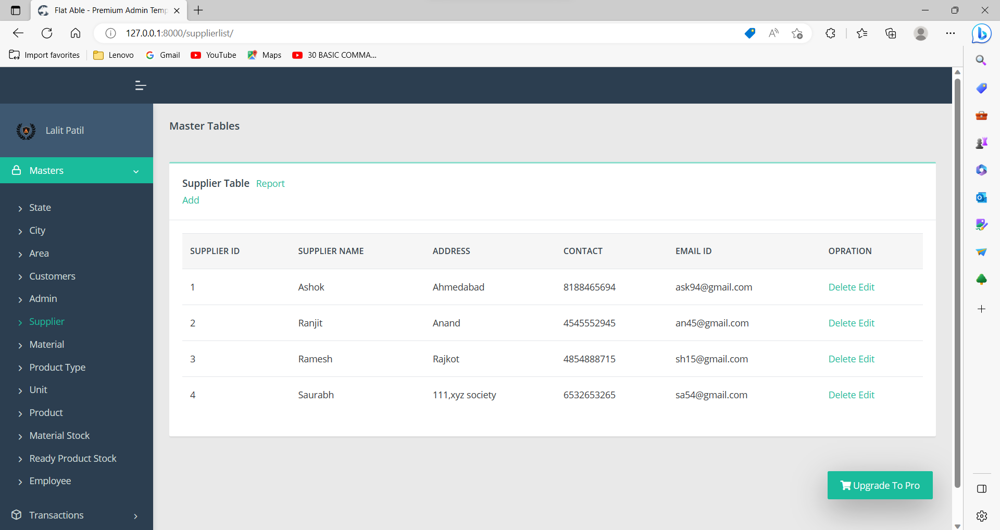 Flat Able - Premium Admin Temp
127.0.0.1:8000/supplierlist/
Import favorites Lenovo Gmail YouTube Maps 30 BASIC COMMA...
Lalit Patil
Masters
State
City
Area
Customers
Admin
Supplier
Material
Product Type
Unit
Product
Material Stock
Ready Product Stock
Employee
Transactions
Master Tables
Supplier Table Report
Add
SUPPLIER ID SUPPLIER NAME ADDRESS CONTACT EMAIL ID OPRATION
1 Ashok Ahmedabad 8188465694 ask94@gmail.com Delete Edit
2 Ranjit Anand 4545552945 an45@gmail.com Delete Edit
3 Ramesh Rajkot 4854888715 sh15@gmail.com Delete Edit
4 Saurabh 111,xyz society 6532653265 sa54@gmail.com Delete Edit
Upgrade To Pro